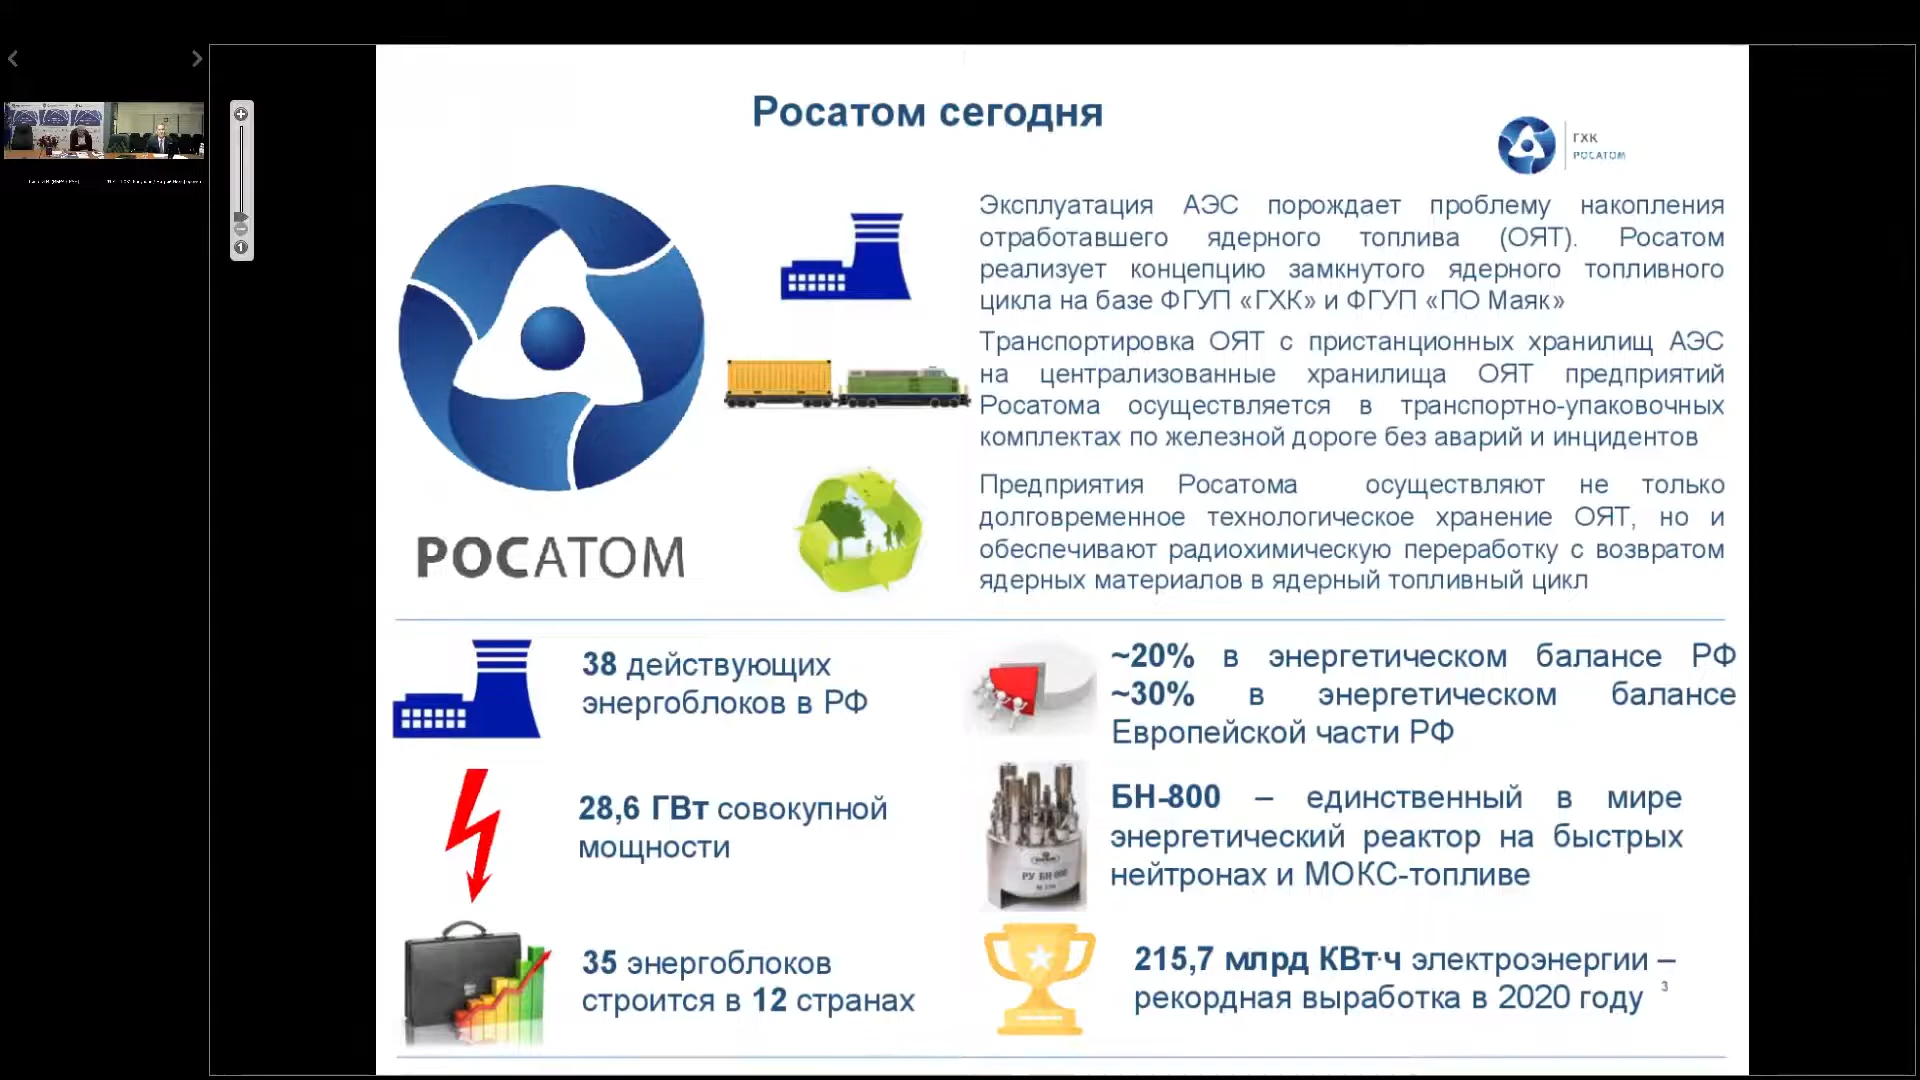 Росатом сегодня
ГХК
РОСАТОМ
Эксплуатация АЭС порождает проблему накопления
отработавшего ядерного топлива (ОЯТ). Росатом
реализует концепцию замкнутого ядерного топливного
цикла на базе ФГУП «ГХК» и ФГУП «ПО Маяк»
Транспортировка ОЯТ с пристанционных хранилищ АЭС
на централизованные хранилища ОЯТ предприятий
Росатома осуществляется в транспортно-упаковочных
комплектах по железной дороге без аварий и инцидентов
Предприятия Росатома осуществляют не только
долговременное технологическое хранение ОЯТ, но и
обеспечивают радиохимическую переработку с возвратом
ядерных материалов в ядерный топливный цикл
РОСАТОМ
38 действующих
энергоблоков в РФ
28,6 ГВт совокупной
мощности
35 энергоблоков
строится в 12 странах
~20% в энергетическом балансе РФ
~30% в энергетическом балансе
Европейской части РФ
РУ БН-800
БН-800 – единственный в мире
энергетический реактор на быстрых
нейтронах и МОКС-топливе
215,7 млрд КВт·ч электроэнергии –
рекордная выработка в 2020 году
3
1